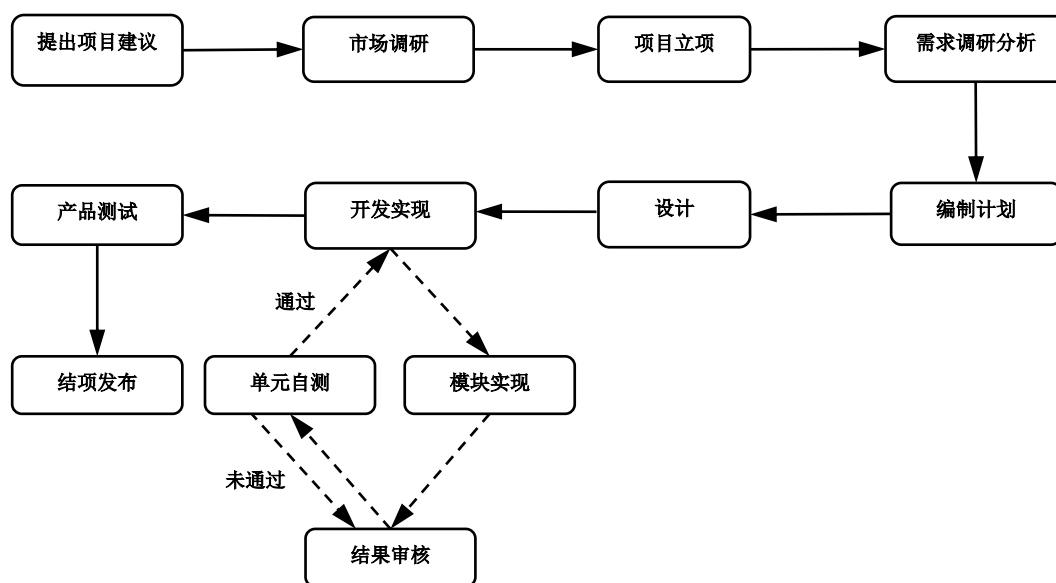 提出项目建议
市场调研
项目立项
需求调研分析
产品测试
开发实现
设计
编制计划
通过
结项发布
单元自测
模块实现
未通过
结果审核